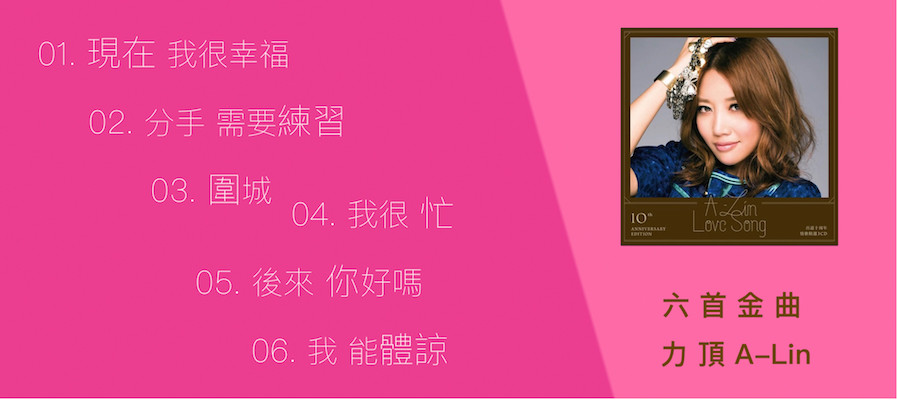 01. 現在 我很幸福
02. 分手 需要練習
03. 圍城
04. 我很 忙
05. 後來 你好嗎
06. 我 能體諒
A-Lin
Love Song
10th
ANNIVERSARY
EDITION
六首金曲
力頂 A-Lin